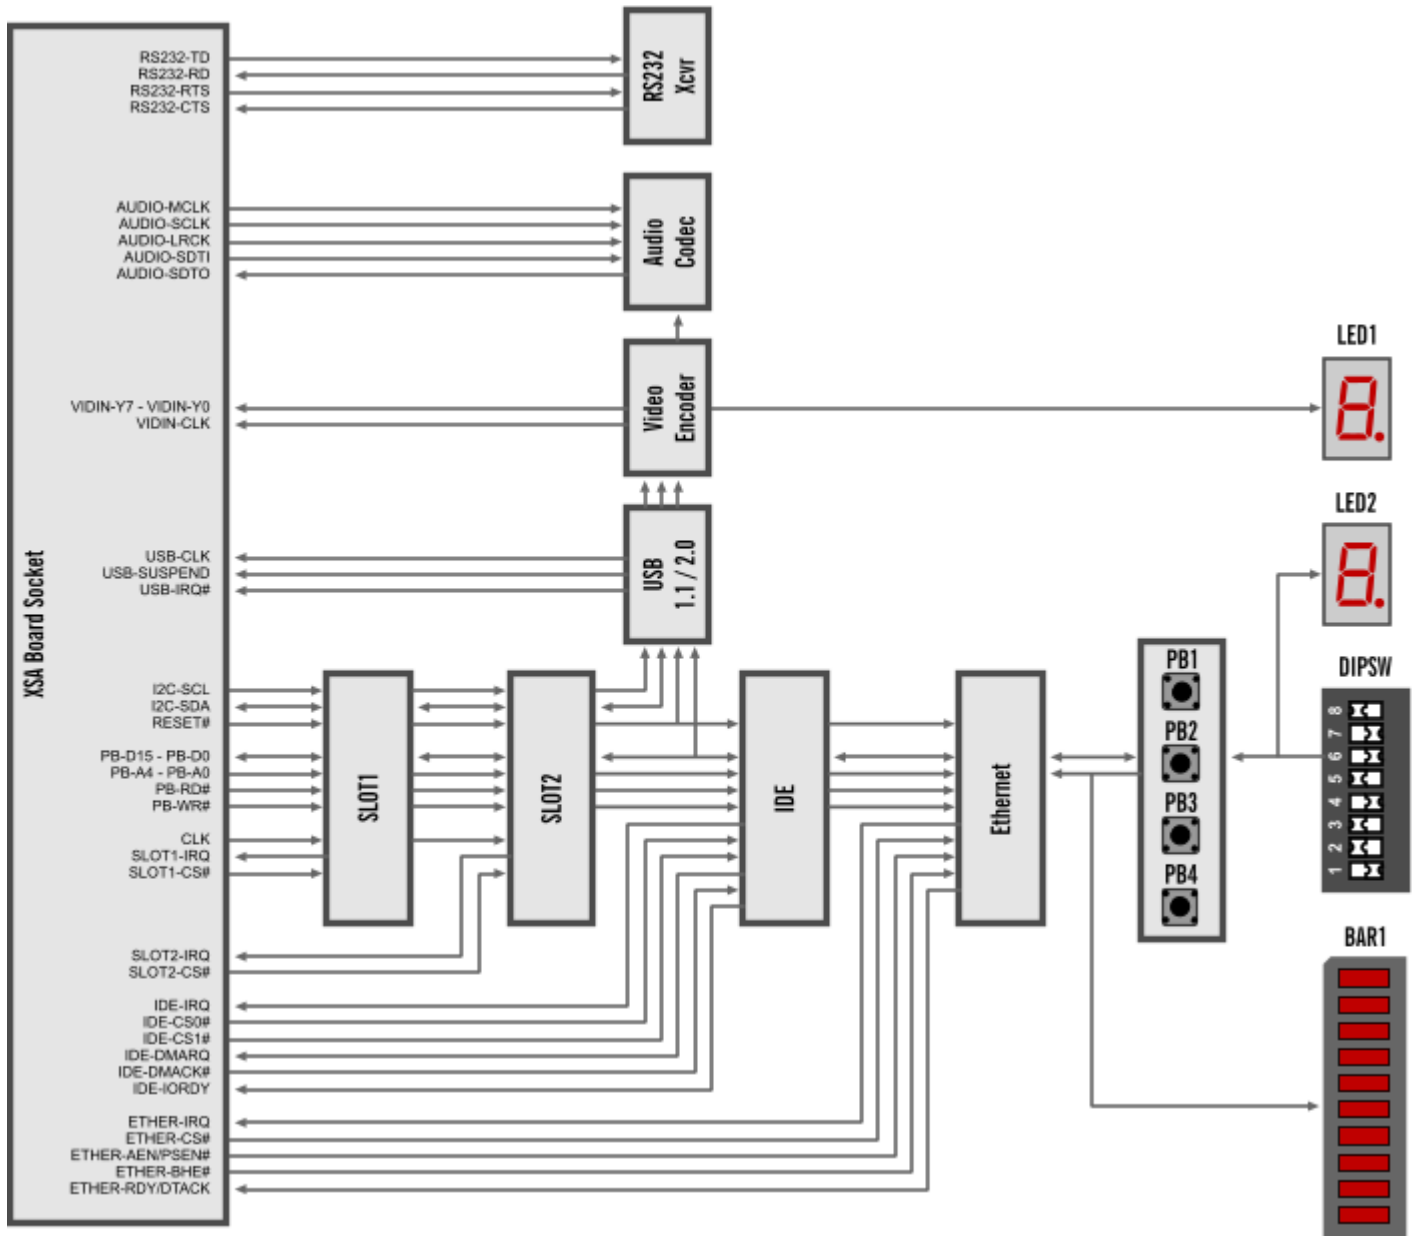 RS232-TD
RS232-RD
RS232-RTS
RS232-CTS
RS232
Xcvr
AUDIO-MCLK
AUDIO-SCLK
AUDIO-LRCK
AUDIO-SDTI
AUDIO-SDTO
Audio
Codec
VIDIN-Y7 - VIDIN-Y0
VIDIN-CLK
Video
Encoder
LED1
LED2
XSA Board Socket
USB-CLK
USB-SUSPEND
USB-IRQ#
USB
1.1 / 2.0
I2C-SCL
I2C-SDA
RESET#
PB-D15 - PB-D0
PB-A4 - PB-A0
PB-RD#
PB-WR#
CLK
SLOT1-IRQ
SLOT1-CS#
SLOT1
SLOT2
IDE
Ethernet
PB1
PB2
PB3
PB4
DIPSW
8
7
6
5
4
3
2
1
BAR1
SLOT2-IRQ
SLOT2-CS#
IDE-IRQ
IDE-CS0#
IDE-CS1#
IDE-DMARQ
IDE-DMACK#
IDE-IORDY
ETHER-IRQ
ETHER-CS#
ETHER-AEN/PSEN#
ETHER-BHE#
ETHER-RDY/DTACK